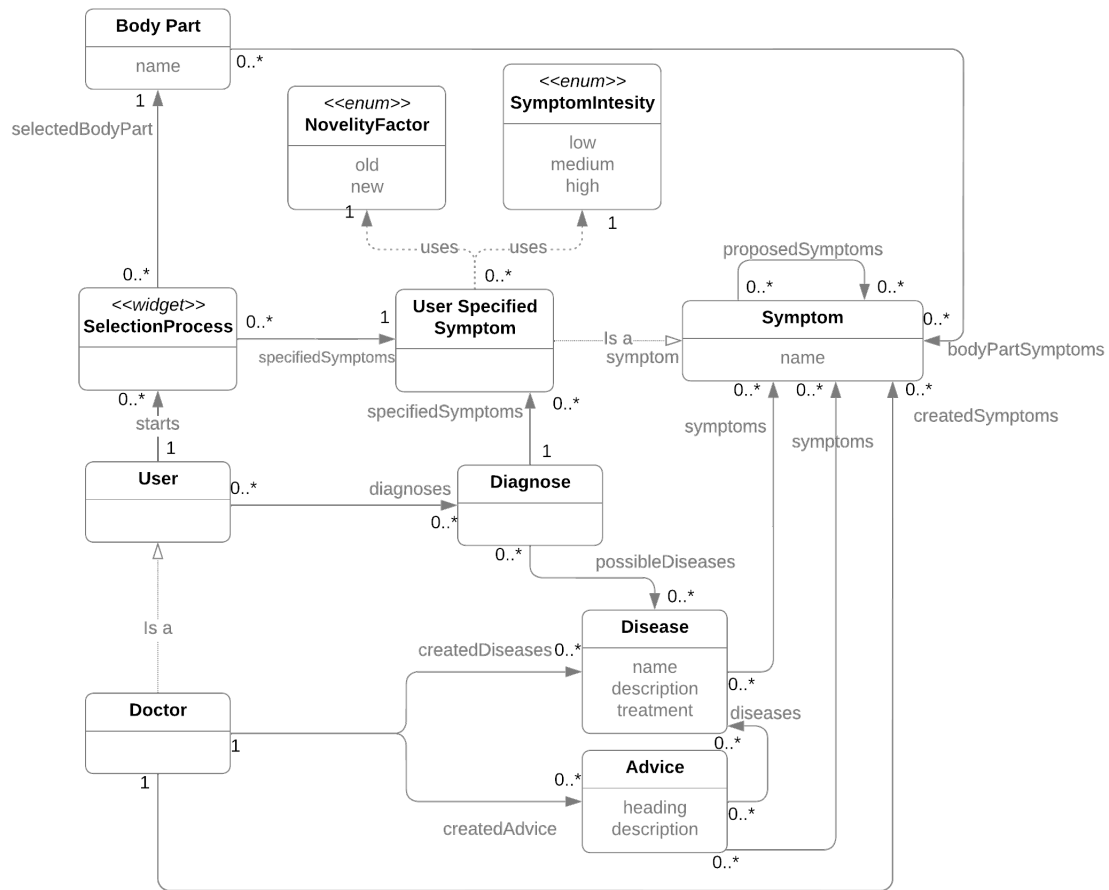 Body Part
name
0..*
1
selectedBodyPart
<<enum>>
NovelityFactor
old
new
1
<<enum>>
SymptomIntesity
low
medium
high
1
uses
uses
0..*
0..*
<<widget>>
SelectionProcess
0..*
1
specifiedSymptoms
User Specified
Symptom
Is a
symptom
proposedSymptoms
0..*
0..*
Symptom
name
0..*
bodyPartSymptoms
0..*
starts
1
specifiedSymptoms
0..*
1
0..*
0..*
0..*
symptoms
symptoms
createdSymptoms
User
0..*
diagnoses
0..*
Diagnose
0..*
possibleDiseases
0..*
Is a
createdDiseases
0..*
Disease
name
description
treatment
0..*
diseases
0..*
Doctor
1
1
0..*
createdAdvice
Advice
heading
description
0..*
0..*